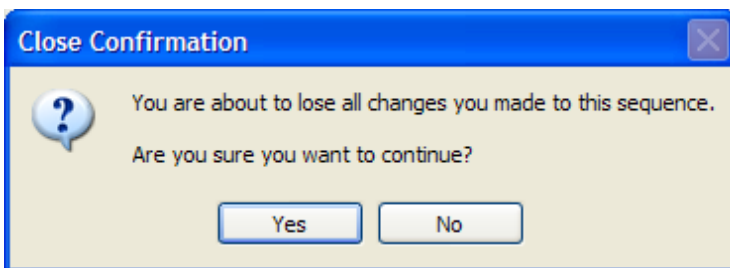 Close Confirmation
You are about to lose all changes you made to this sequence.
Are you sure you want to continue?
Yes No